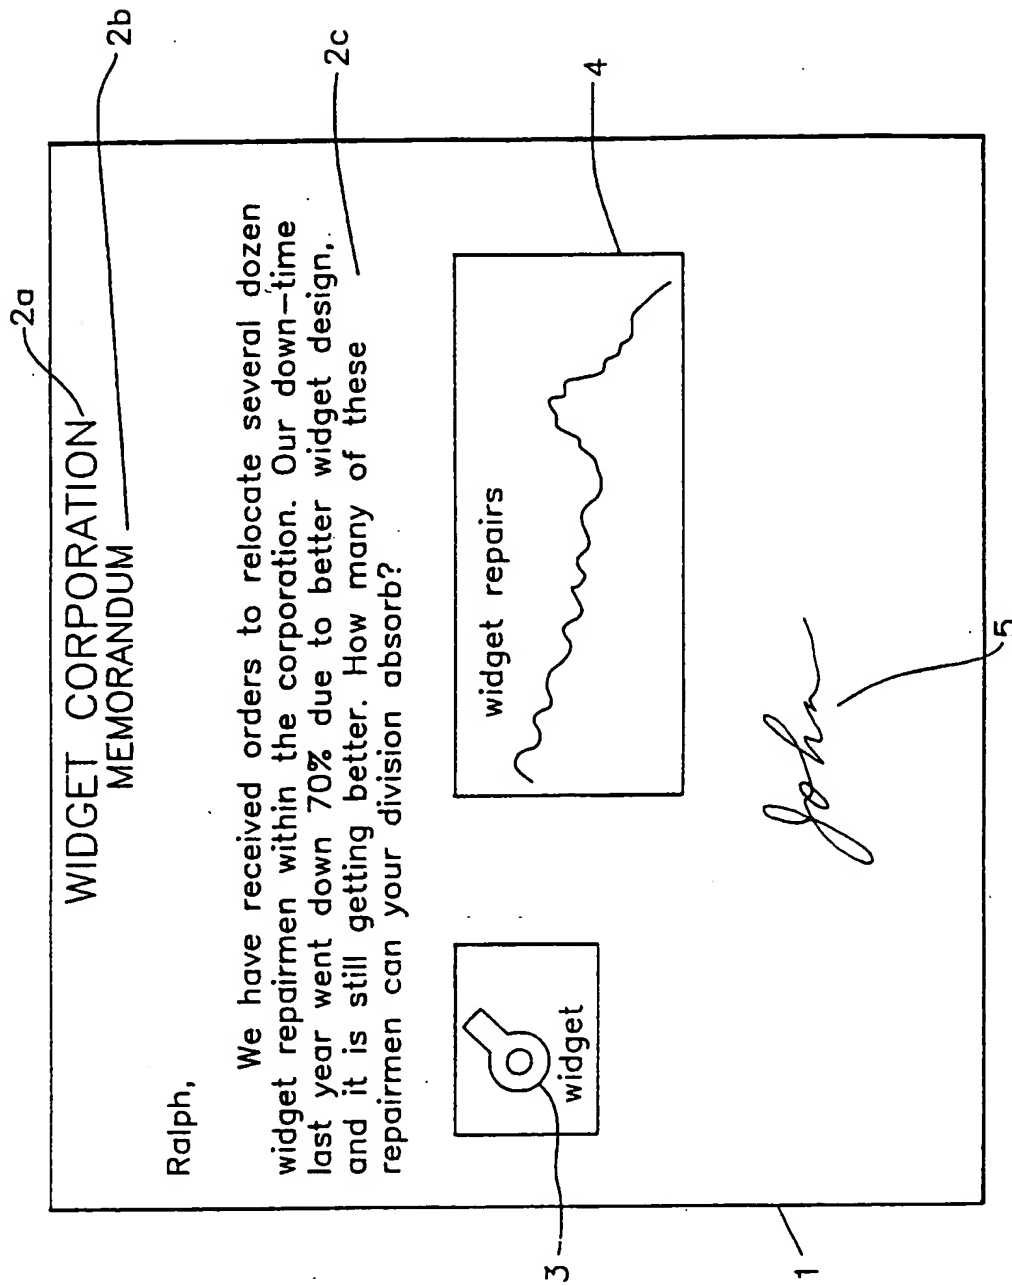 2a
2b
WIDGET CORPORATION
MEMORANDUM
Ralph,
We have received orders to relocate several dozen
widget repairmen within the corporation. Our down-time
last year went down 70% due to better widget design,
and it is still getting better. How many of these
repairmen can your division absorb?
2c
widget
3
widget repairs
4
John
5
1